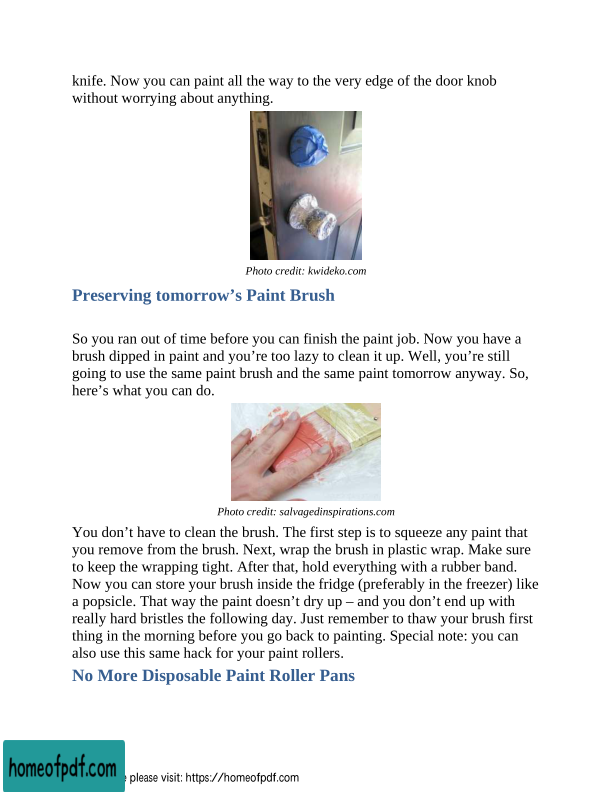 knife. Now you can paint all the way to the very edge of the door knob
without worrying about anything.
Photo credit: kwideko.com
Preserving tomorrow’s Paint Brush
So you ran out of time before you can finish the paint job. Now you have a
brush dipped in paint and you’re too lazy to clean it up. Well, you’re still
going to use the same paint brush and the same paint tomorrow anyway. So,
here’s what you can do.
Photo credit: salvagedinspirations.com
You don’t have to clean the brush. The first step is to squeeze any paint that
you remove from the brush. Next, wrap the brush in plastic wrap. Make sure
to keep the wrapping tight. After that, hold everything with a rubber band.
Now you can store your brush inside the fridge (preferably in the freezer) like
a popsicle. That way the paint doesn’t dry up – and you don’t end up with
really hard bristles the following day. Just remember to thaw your brush first
thing in the morning before you go back to painting. Special note: you can
also use this same hack for your paint rollers.
No More Disposable Paint Roller Pans
homeofpdf.com
please visit: https://homeofpdf.com